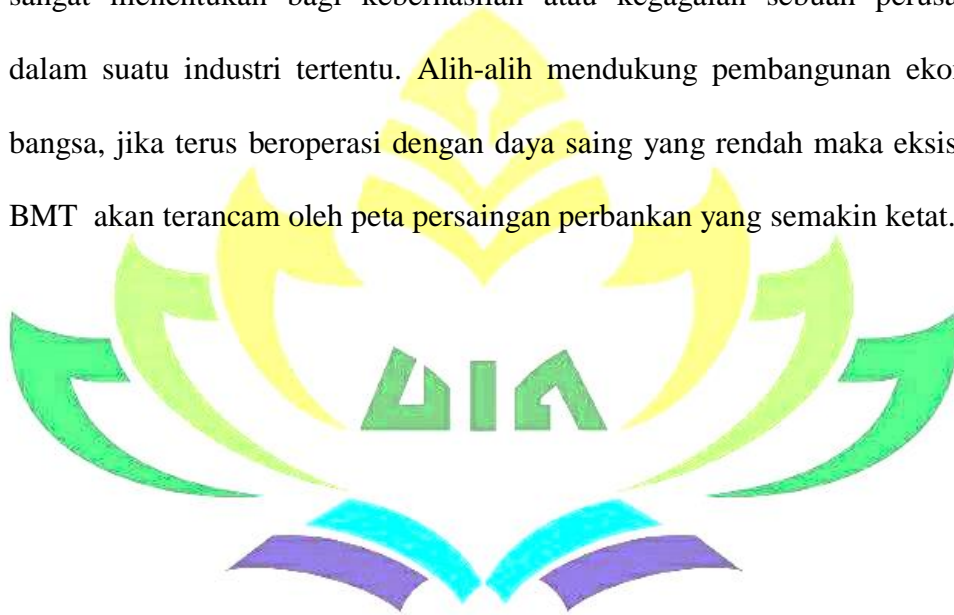 sangat menentukan bagi keberhasilan atau kegagalan sebuah
dalam suatu industri tertentu. Alih-alih mendukung pembangunan
bangsa, jika terus beroperasi dengan daya saing yang rendah maka
BMT akan terancam oleh peta persaingan perbankan yang semakin ketat.
UIN